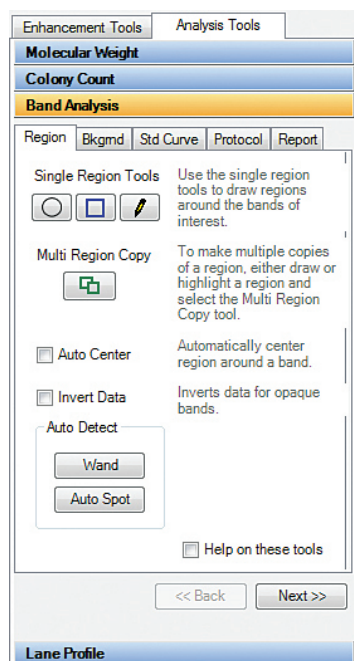 Enhancement Tools Analysis Tools
Molecular Weight
Colony Count
Band Analysis
Region Bkgrnd Std Curve Protocol Report
Single Region Tools
Use the single region
tools to draw regions
around the bands of
interest.
Multi Region Copy
To make multiple copies
of a region, either draw or
highlight a region and
select the Multi Region
Copy tool.
Auto Center
Automatically center
region around a band.
Invert Data
Inverts data for opaque
bands.
Auto Detect
Wand
Auto Spot
Help on these tools
<< Back Next >>
Lane Profile